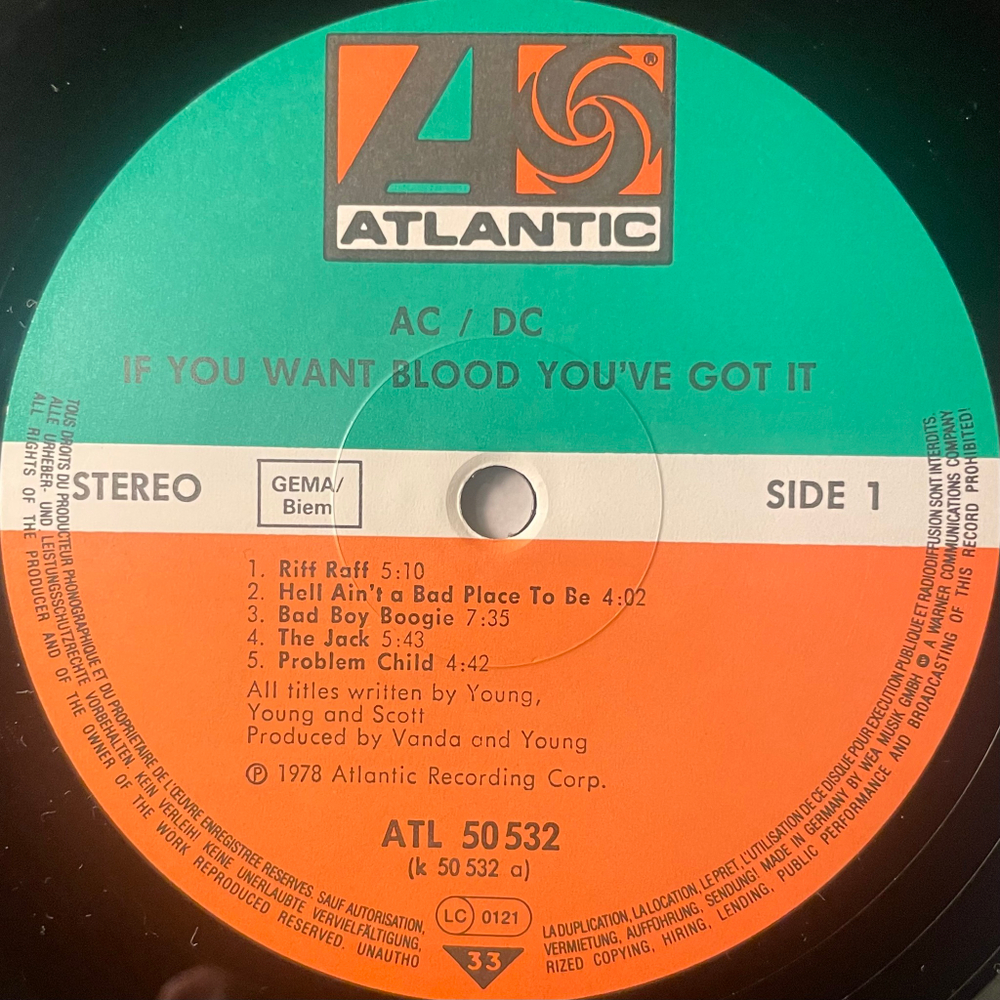 ATLANTIC
®
AC / DC
IF YOU WANT BLOOD YOU'VE GOT IT
STEREO
GEMA/
Biem
SIDE 1
1. Riff Raff 5:10
2. Hell Ain't a Bad Place To Be 4:02
3. Bad Boy Boogie 7:35
4. The Jack 5:43
5. Problem Child 4:42
All titles written by Young,
Young and Scott
Produced by Vanda and Young
Ⓟ 1978 Atlantic Recording Corp.
ATL 50 532
(k 50 532 a)
LC 0121
33
TOUS DROITS DU PRODUCTEUR PHONOGRAPHIQUE ET DU PROPRIETAIRE DE L'ŒUVRE ENREGISTREE RESERVES. SAUF AUTORISATION,
LA DUPLICATION, LA LOCATION, LE PRET, L'UTILISATION DE CE DISQUE POUR EXECUTION PUBLIQUE ET RADIODIFFUSION SONT INTERDITS.
ALLE URHEBER- UND LEISTUNGSSCHUTZRECHTE VORBEHALTEN. KEIN VERLEIH! KEINE UNERLAUBTE VERVIELFÄLTIGUNG,
VERMIETUNG, AUFFÜHRUNG, SENDUNG! MADE IN GERMANY BY WEA MUSIK GMBH A WARNER COMMUNICATIONS COMPANY
ALL RIGHTS OF THE PRODUCER AND OF THE OWNER OF THE WORK REPRODUCED RESERVED. UNAUTHO
RIZED COPYING, HIRING, LENDING, PUBLIC PERFORMANCE AND BROADCASTING OF THIS RECORD PROHIBITED!